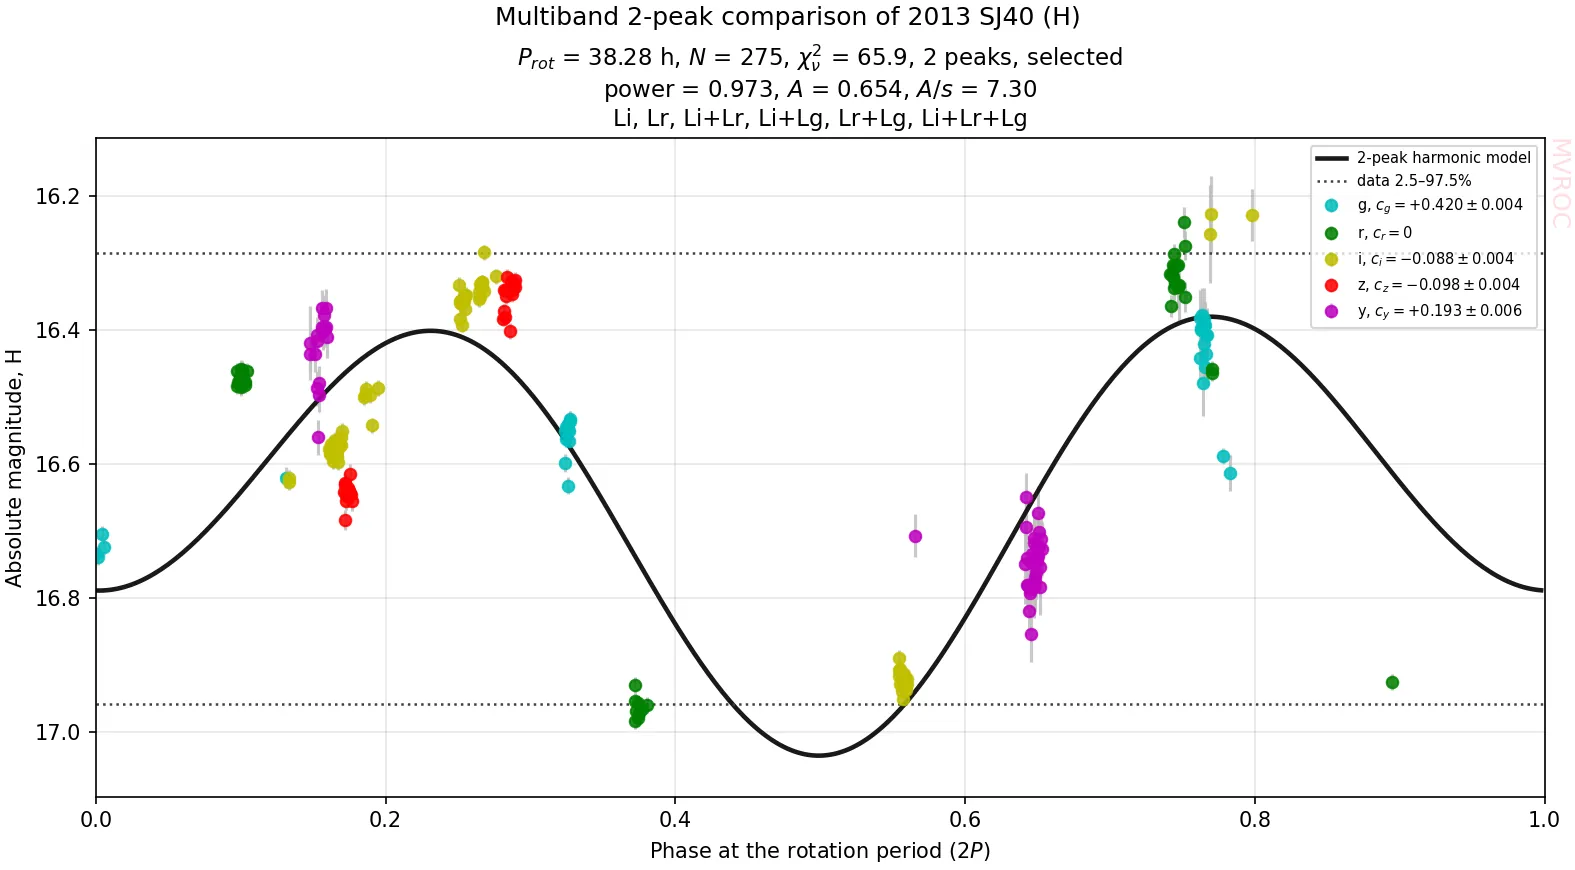 Multiband 2-peak comparison of 2013 SJ40 (H)
P_rot = 38.28 h, N = 275, χ²_ν = 65.9, 2 peaks, selected
power = 0.973, A = 0.654, A/s = 7.30
Li, Lr, Li+Lr, Li+Lg, Lr+Lg, Li+Lr+Lg
2-peak harmonic model
data 2.5–97.5%
g, c_g = +0.420 ± 0.004
r, c_r = 0
i, c_i = −0.088 ± 0.004
z, c_z = −0.098 ± 0.004
y, c_y = +0.193 ± 0.006
MVROC
Absolute magnitude, H
16.2
16.4
16.6
16.8
17.0
0.0 0.2 0.4 0.6 0.8 1.0
Phase at the rotation period (2P)